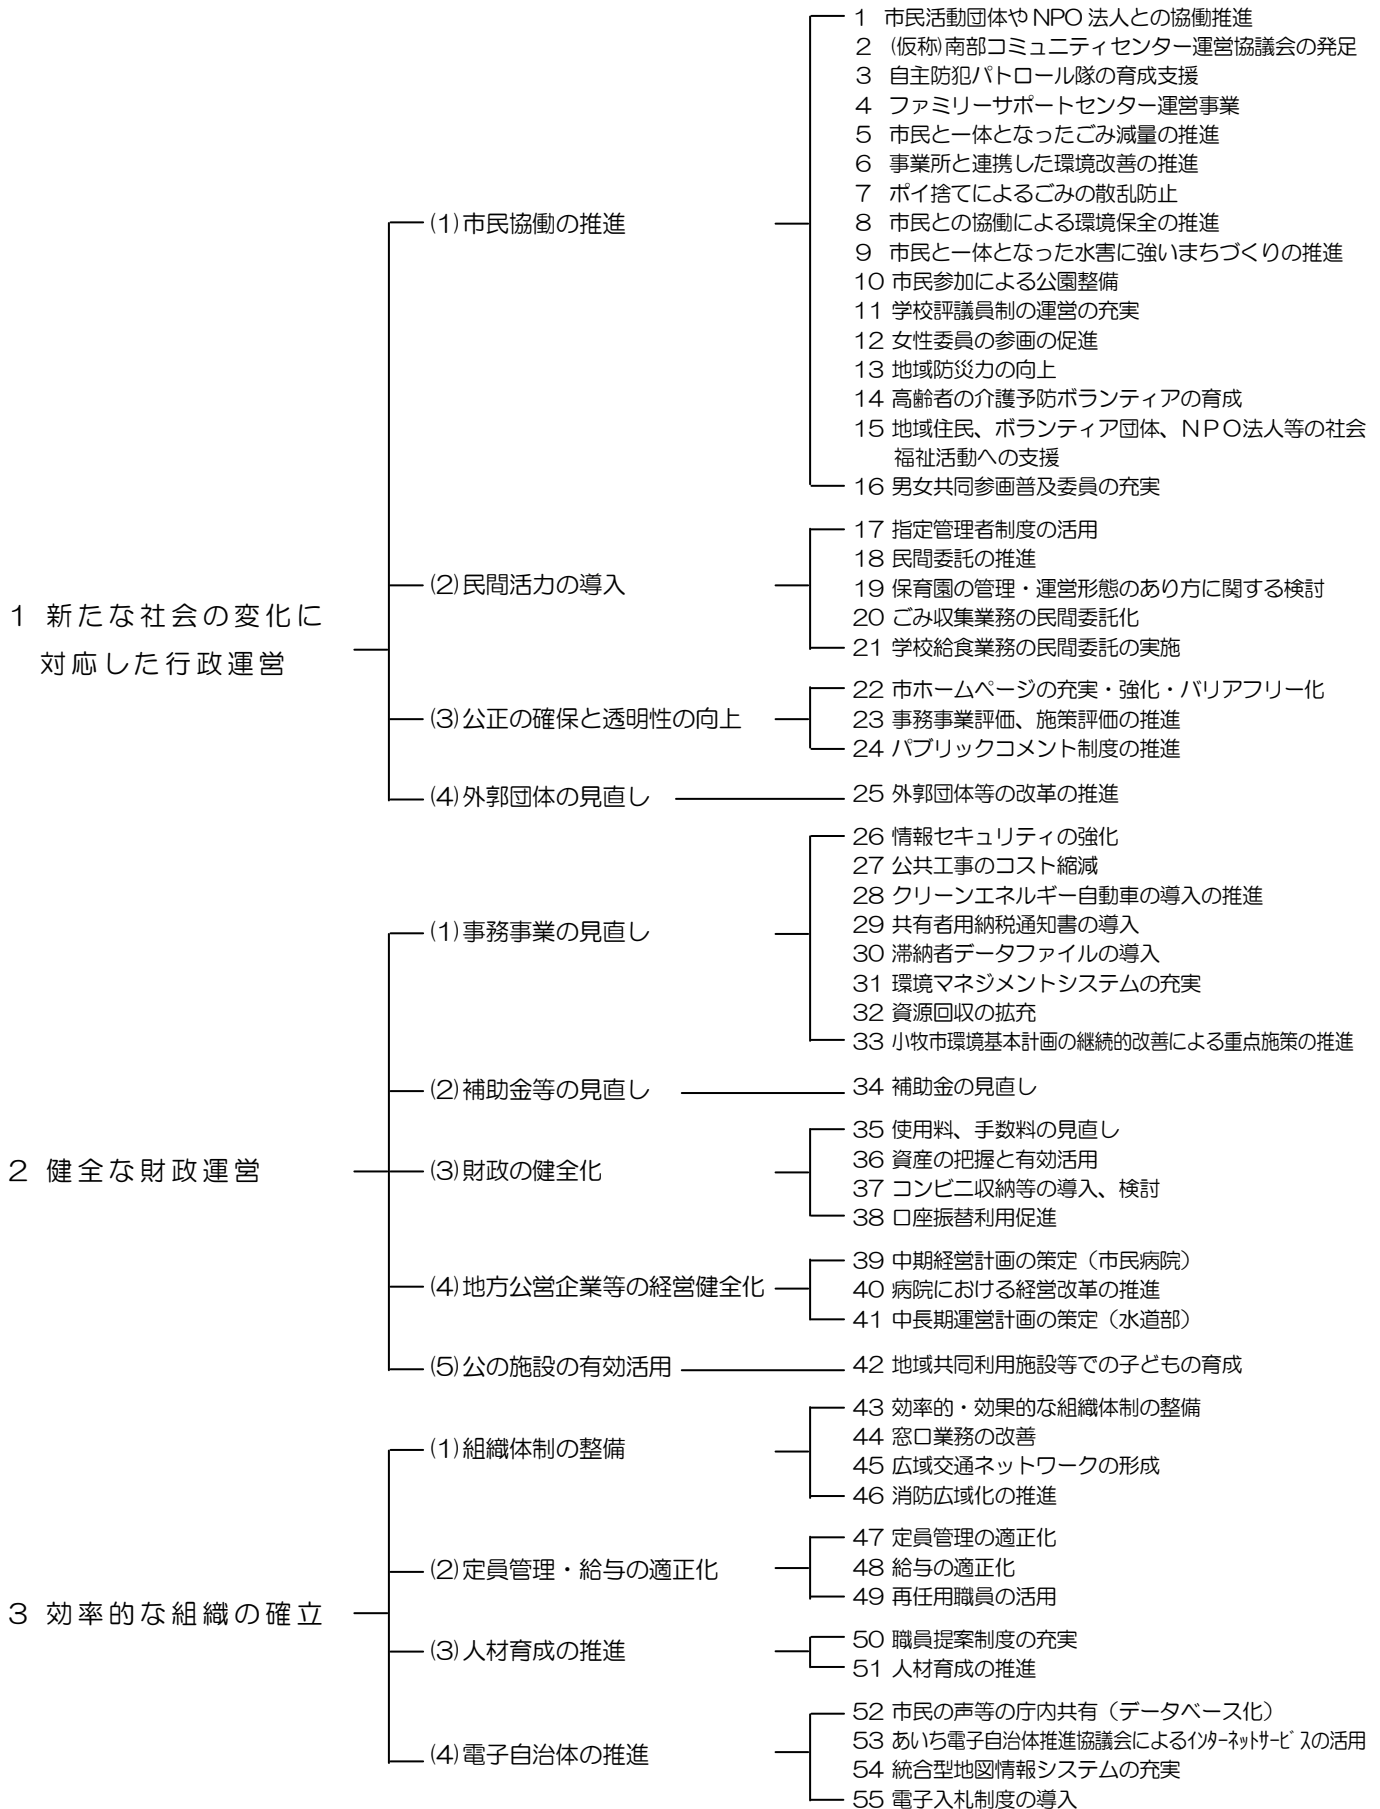 1 新たな社会の変化に
対応した行政運営
(1)市民協働の推進
1 市民活動団体や NPO 法人との協働推進
2 (仮称)南部コミュニティセンター運営協議会の発足
3 自主防犯パトロール隊の育成支援
4 ファミリーサポートセンター運営事業
5 市民と一体となったごみ減量の推進
6 事業所と連携した環境改善の推進
7 ポイ捨てによるごみの散乱防止
8 市民との協働による環境保全の推進
9 市民と一体となった水害に強いまちづくりの推進
10 市民参加による公園整備
11 学校評議員制の運営の充実
12 女性委員の参画の促進
13 地域防災力の向上
14 高齢者の介護予防ボランティアの育成
15 地域住民、ボランティア団体、ＮＰＯ法人等の社会
福祉活動への支援
16 男女共同参画普及委員の充実
(2)民間活力の導入
17 指定管理者制度の活用
18 民間委託の推進
19 保育園の管理・運営形態のあり方に関する検討
20 ごみ収集業務の民間委託化
21 学校給食業務の民間委託の実施
(3)公正の確保と透明性の向上
22 市ホームページの充実・強化・バリアフリー化
23 事務事業評価、施策評価の推進
24 パブリックコメント制度の推進
(4)外郭団体の見直し
25 外郭団体等の改革の推進
2 健全な財政運営
(1)事務事業の見直し
26 情報セキュリティの強化
27 公共工事のコスト縮減
28 クリーンエネルギー自動車の導入の推進
29 共有者用納税通知書の導入
30 滞納者データファイルの導入
31 環境マネジメントシステムの充実
32 資源回収の拡充
33 小牧市環境基本計画の継続的改善による重点施策の推進
(2)補助金等の見直し
34 補助金の見直し
(3)財政の健全化
35 使用料、手数料の見直し
36 資産の把握と有効活用
37 コンビニ収納等の導入、検討
38 口座振替利用促進
(4)地方公営企業等の経営健全化
39 中期経営計画の策定（市民病院）
40 病院における経営改革の推進
41 中長期運営計画の策定（水道部）
(5)公の施設の有効活用
42 地域共同利用施設等での子どもの育成
3 効率的な組織の確立
(1)組織体制の整備
43 効率的・効果的な組織体制の整備
44 窓口業務の改善
45 広域交通ネットワークの形成
46 消防広域化の推進
(2)定員管理・給与の適正化
47 定員管理の適正化
48 給与の適正化
49 再任用職員の活用
(3)人材育成の推進
50 職員提案制度の充実
51 人材育成の推進
(4)電子自治体の推進
52 市民の声等の庁内共有（データベース化）
53 あいち電子自治体推進協議会によるｲﾝﾀｰﾈｯﾄｻｰﾋﾞｽの活用
54 統合型地図情報システムの充実
55 電子入札制度の導入